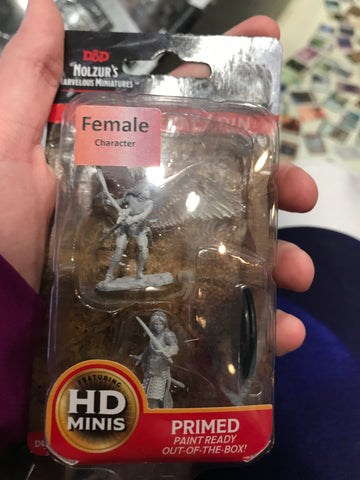 D&D
NOLZUR'S
MARVELOUS MINIATURES
Female
Character
FEATURING
HD
MINIS
PRIMED
PAINT READY
OUT-OF-THE-BOX!